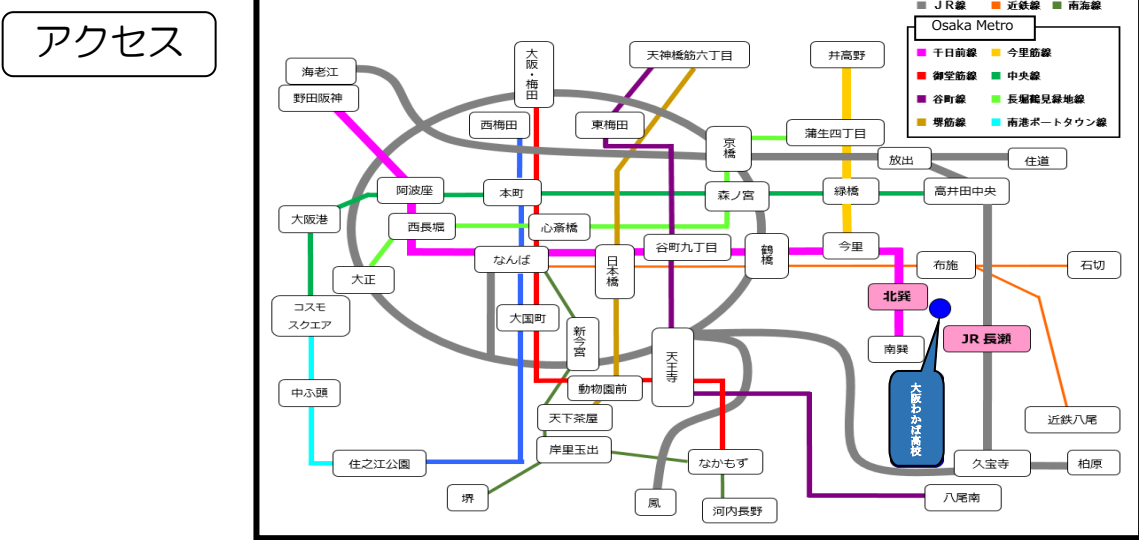 アクセス
JR線
近鉄線
南海線
Osaka Metro
千日前線
今里筋線
御堂筋線
中央線
谷町線
長堀鶴見緑地線
堺筋線
南港ポートタウン線
海老江
野田阪神
大阪・梅田
天神橋筋六丁目
井高野
西梅田
東梅田
京橋
蒲生四丁目
放出
住道
阿波座
本町
森ノ宮
緑橋
高井田中央
大阪港
西長堀
心斎橋
谷町九丁目
鶴橋
今里
なんば
日本橋
布施
石切
大正
コスモ
スクエア
大国町
新今宮
北巽
南巽
JR 長瀬
天王寺
中ふ頭
動物園前
天下茶屋
大阪わかば高校
近鉄八尾
住之江公園
岸里玉出
なかもず
久宝寺
柏原
堺
鳳
河内長野
八尾南